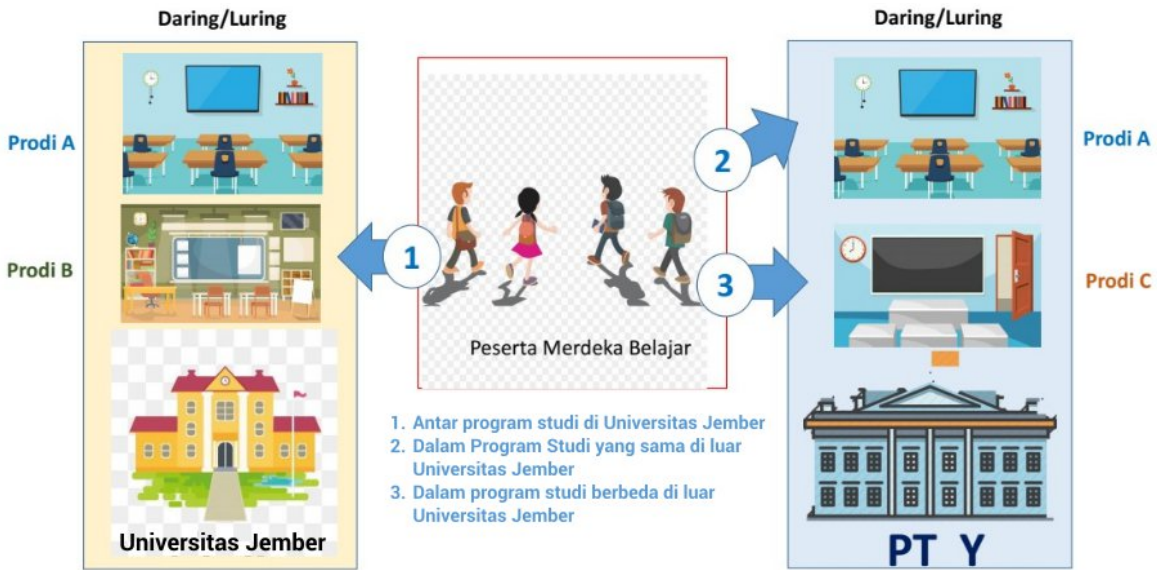 Daring/Luring
Prodi A
Prodi B
Universitas Jember
1
2
3
Peserta Merdeka Belajar
1. Antar program studi di Universitas Jember
2. Dalam Program Studi yang sama di luar
Universitas Jember
3. Dalam program studi berbeda di luar
Universitas Jember
Daring/Luring
Prodi A
Prodi C
PT Y